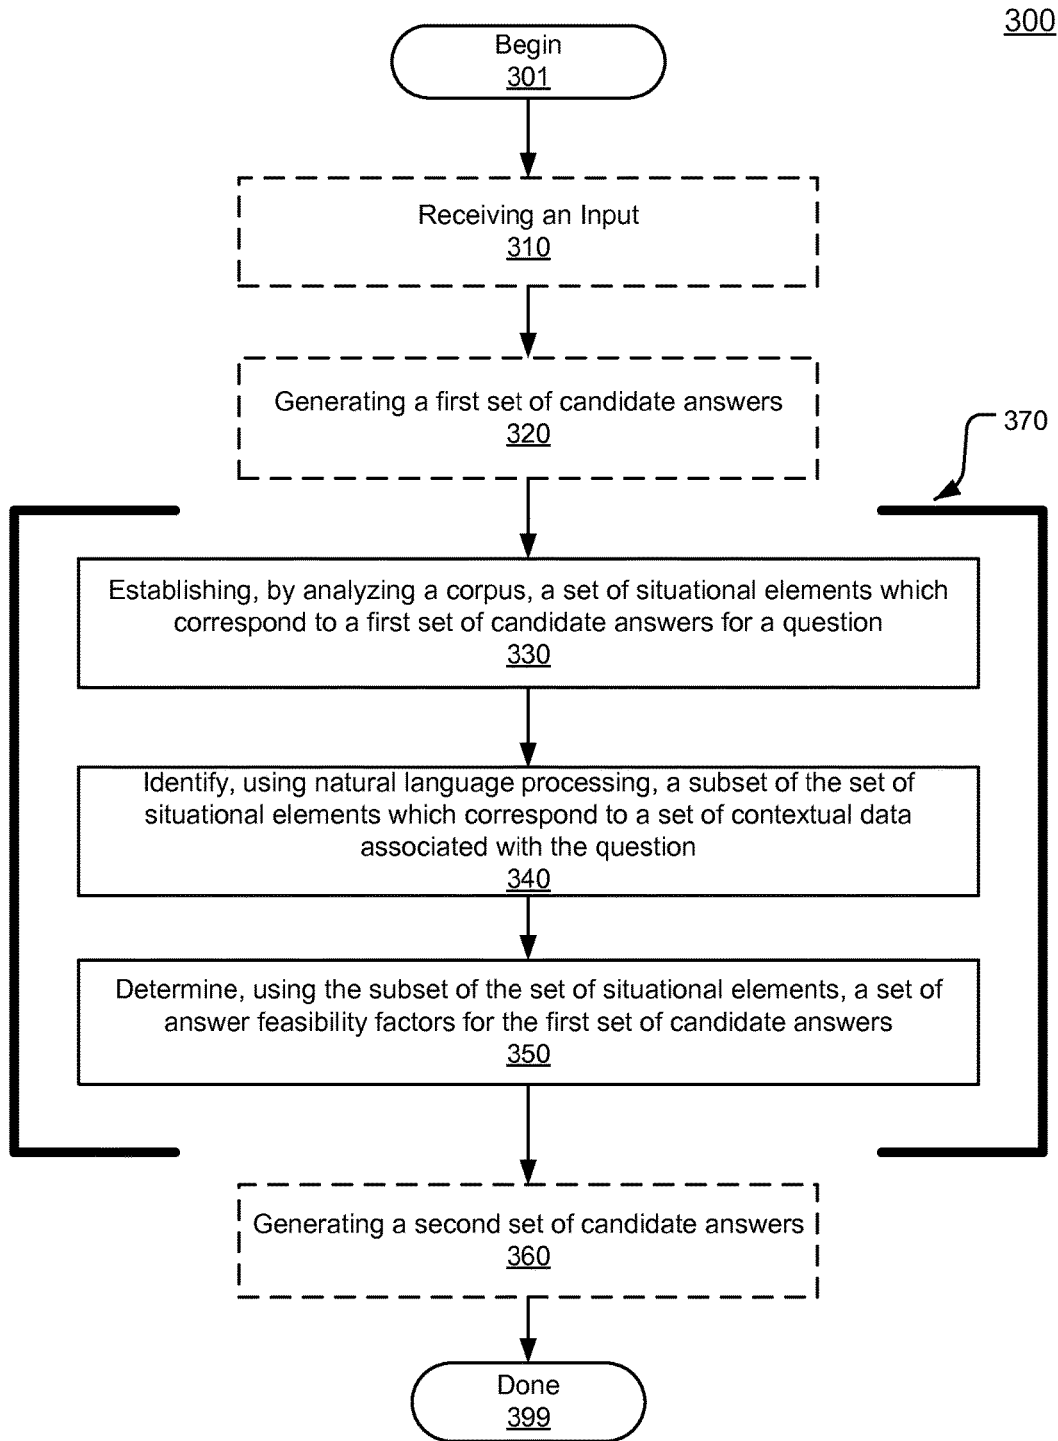 300
Begin
301
Receiving an Input
310
Generating a first set of candidate answers
320
370
Establishing, by analyzing a corpus, a set of situational elements which
correspond to a first set of candidate answers for a question
330
Identify, using natural language processing, a subset of the set of
situational elements which correspond to a set of contextual data
associated with the question
340
Determine, using the subset of the set of situational elements, a set of
answer feasibility factors for the first set of candidate answers
350
Generating a second set of candidate answers
360
Done
399